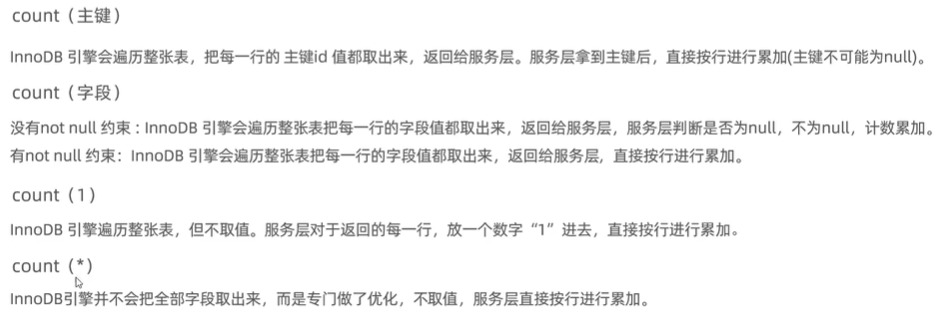 count（主键）
InnoDB 引擎会遍历整张表，把每一行的 主键id 值都取出来，返回给服务层。服务层拿到主键后，直接按行进行累加(主键不可能为null)。
count（字段）
没有not null 约束 : InnoDB 引擎会遍历整张表把每一行的字段值都取出来，返回给服务层，服务层判断是否为null，不为null，计数累加。
有not null 约束：InnoDB 引擎会遍历整张表把每一行的字段值都取出来，返回给服务层，直接按行进行累加。
count（1）
InnoDB 引擎遍历整张表，但不取值。服务层对于返回的每一行，放一个数字“1”进去，直接按行进行累加。
count（*）
InnoDB引擎并不会把全部字段取出来，而是专门做了优化，不取值，服务层直接按行进行累加。